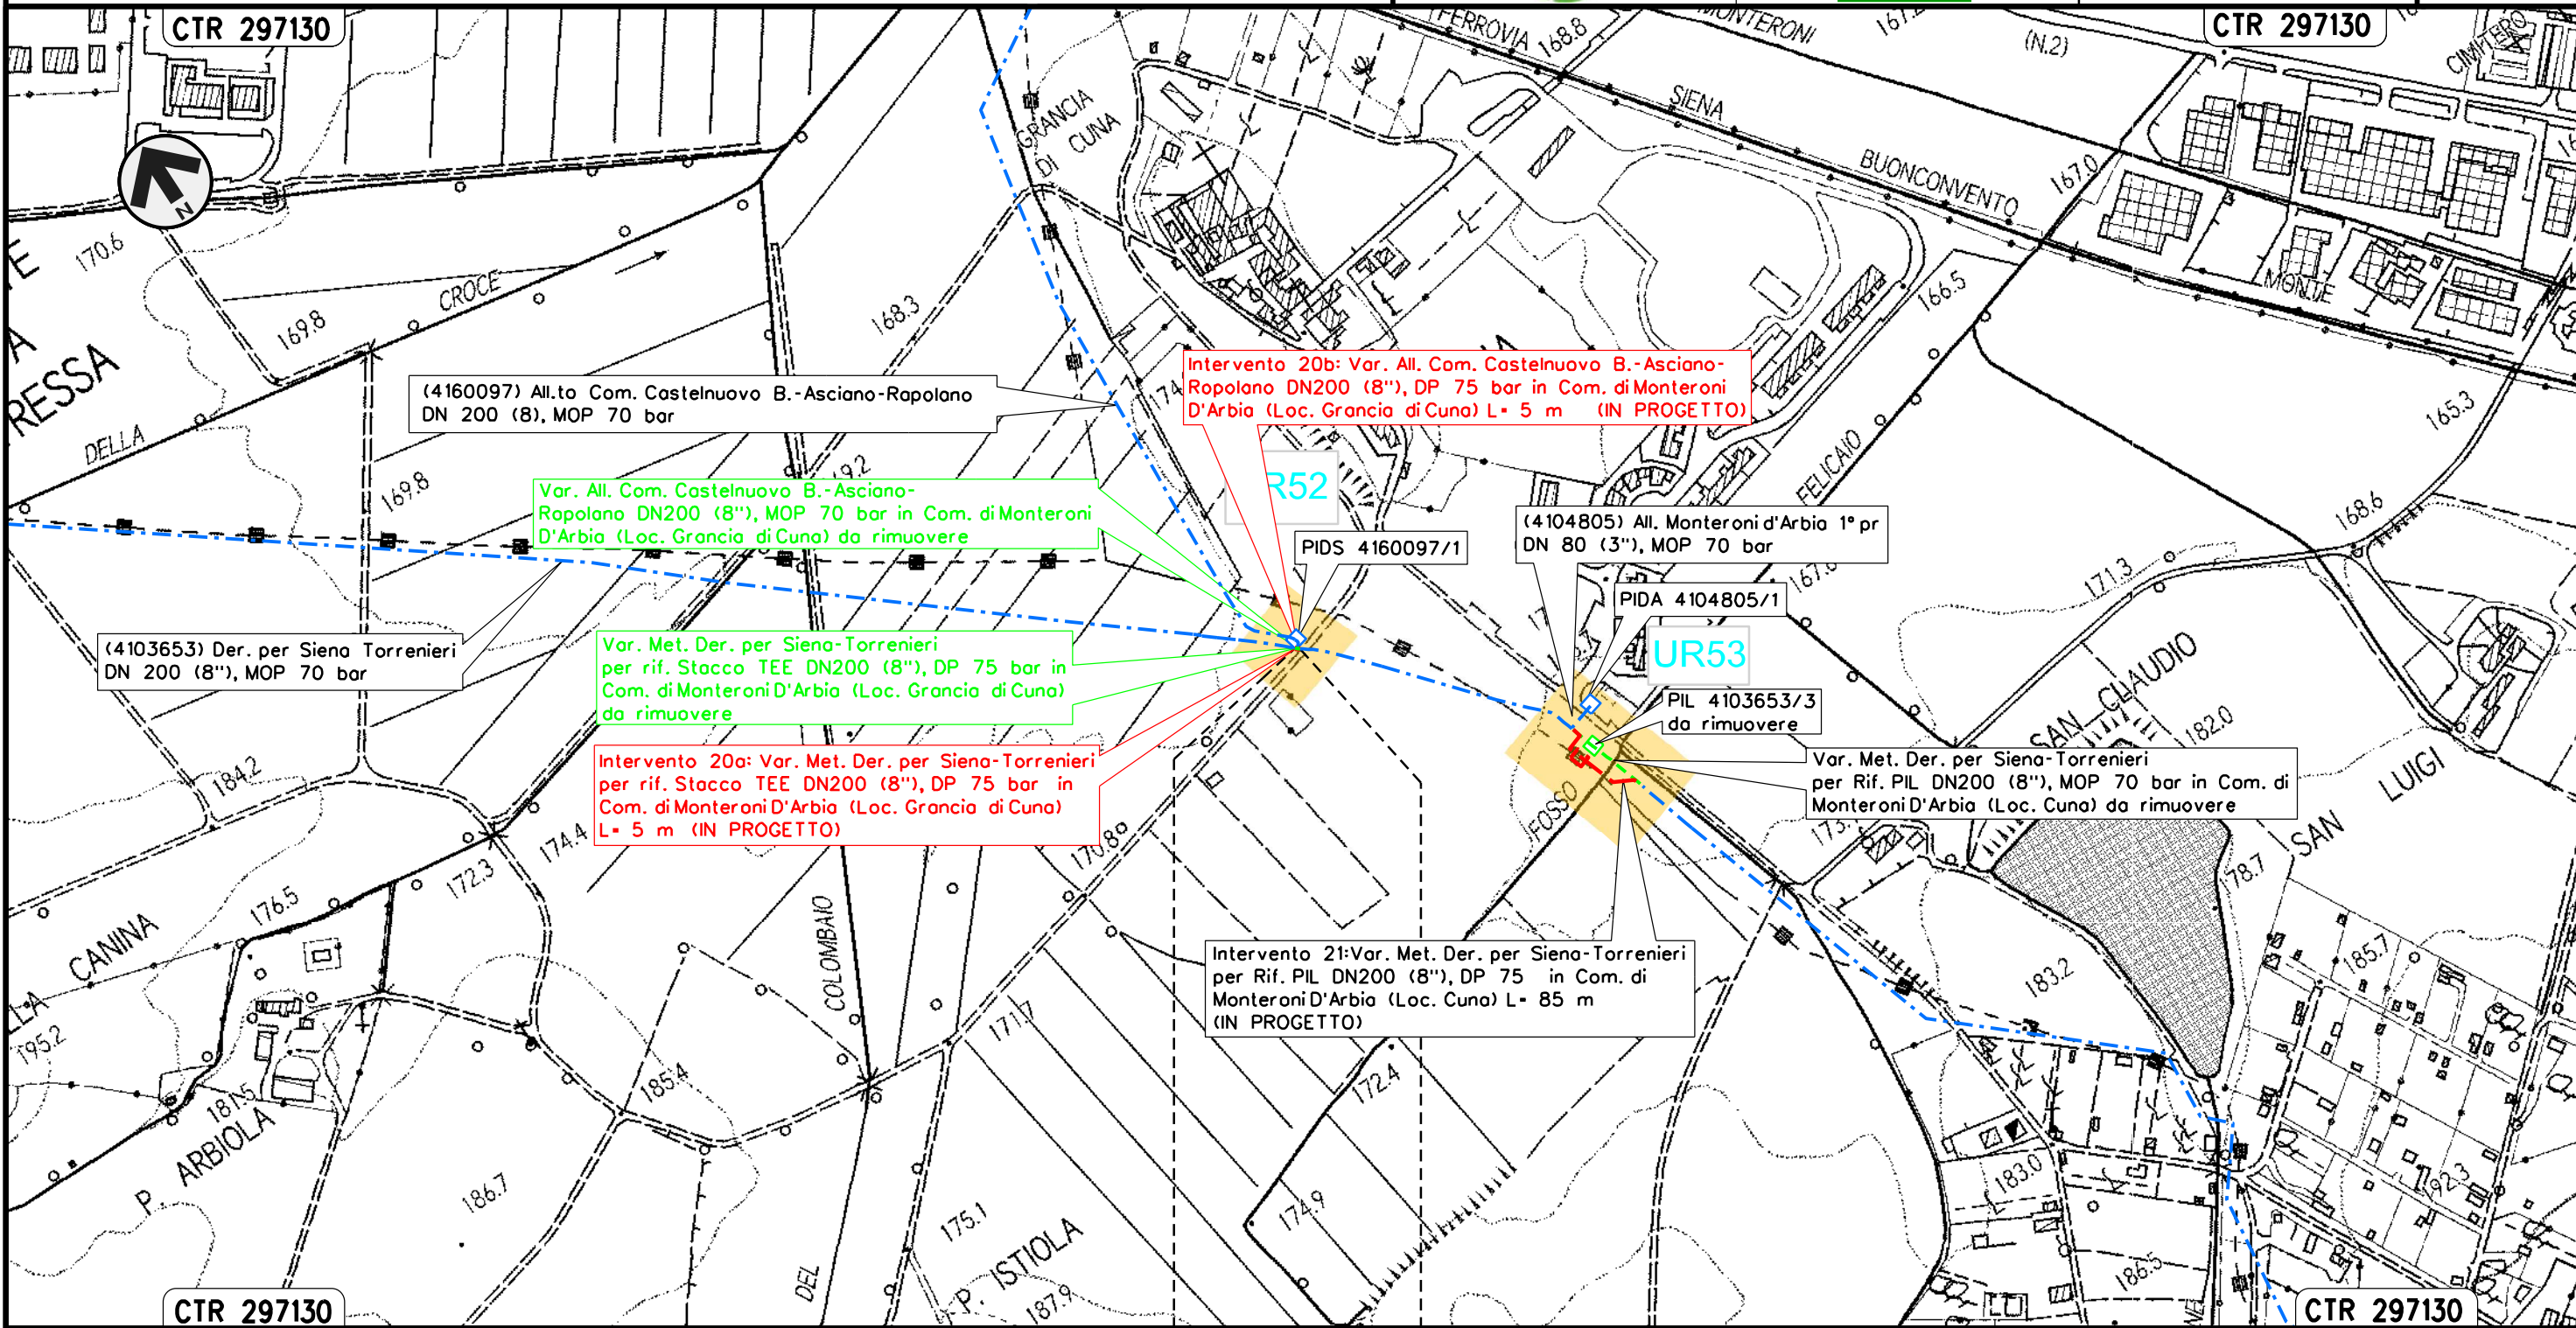 CTR 297130
CTR 297130
FERROVIA
168.8
MONTERONI
(N.2)
CIMITERO
SIENA
BUONCONVENTO
167.0
MONTE
GRANCIA
DI CUNA
N
170.6
CROCE
169.8
168.3
166.5
165.3
RESSA
DELLA
169.8
(4160097) All.to Com. Castelnuovo B.-Asciano-Rapolano
DN 200 (8), MOP 70 bar
Intervento 20b: Var. All. Com. Castelnuovo B.-Asciano-
Rapolano DN200 (8"), DP 75 bar in Com. di Monteroni
D'Arbia (Loc. Grancia di Cuna) L= 5 m (IN PROGETTO)
Var. All. Com. Castelnuovo B.-Asciano-
Rapolano DN200 (8"), MOP 70 bar in Com. di Monteroni
D'Arbia (Loc. Grancia di Cuna) da rimuovere
R52
PIDS 4160097/1
FELICAIO
(4104805) All. Monteroni d'Arbia 1° pr
DN 80 (3"), MOP 70 bar
PIDA 4104805/1
168.6
171.3
UR53
(4103653) Der. per Siena Torrenieri
DN 200 (8"), MOP 70 bar
Var. Met. Der. per Siena-Torrenieri
per rif. Stacco TEE DN200 (8"), DP 75 bar in
Com. di Monteroni D'Arbia (Loc. Grancia di Cuna)
da rimuovere
PIL 4103653/3
da rimuovere
SAN CLAUDIO
182.0
Intervento 20a: Var. Met. Der. per Siena-Torrenieri
per rif. Stacco TEE DN200 (8"), DP 75 bar in
Com. di Monteroni D'Arbia (Loc. Grancia di Cuna)
L= 5 m (IN PROGETTO)
Var. Met. Der. per Siena-Torrenieri
per Rif. PIL DN200 (8"), MOP 70 bar in Com. di
Monteroni D'Arbia (Loc. Cuna) da rimuovere
SAN LUIGI
184.2
174.4
172.3
170.8
FOSSO
178.7
176.5
CANINA
COLOMBAIO
Intervento 21:Var. Met. Der. per Siena-Torrenieri
per Rif. PIL DN200 (8"), DP 75 in Com. di
Monteroni D'Arbia (Loc. Cuna) L= 85 m
(IN PROGETTO)
185.7
183.2
195.2
171.7
181.5
185.4
172.4
P. ARBIOLA
186.7
175.1
174.9
183.0
192.3
P. ISTIOLA
187.9
DEL
186.5
CTR 297130
CTR 297130